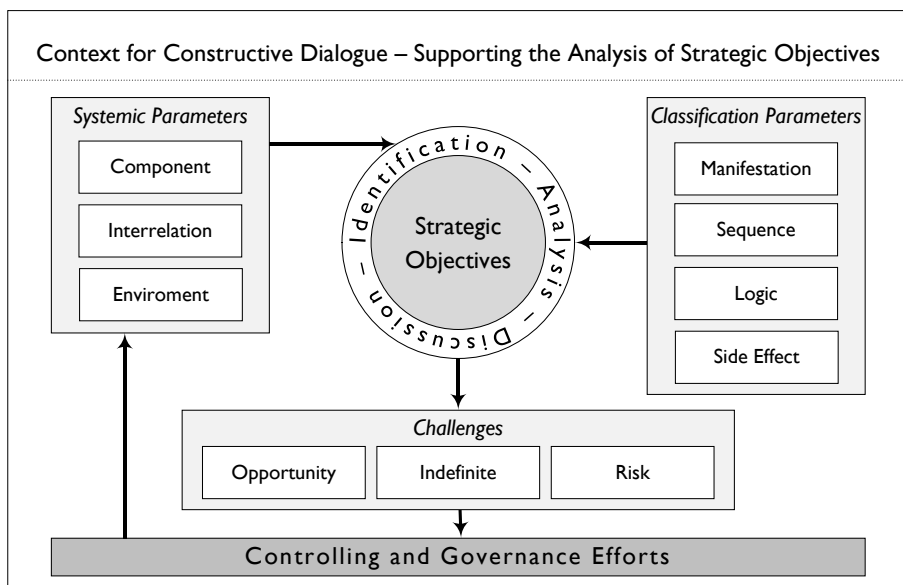 Context for Constructive Dialogue – Supporting the Analysis of Strategic Objectives
Systemic Parameters
Component
Interrelation
Enviroment
Identification – Analysis – Discussion –
Strategic
Objectives
Classification Parameters
Manifestation
Sequence
Logic
Side Effect
Challenges
Opportunity
Indefinite
Risk
Controlling and Governance Efforts